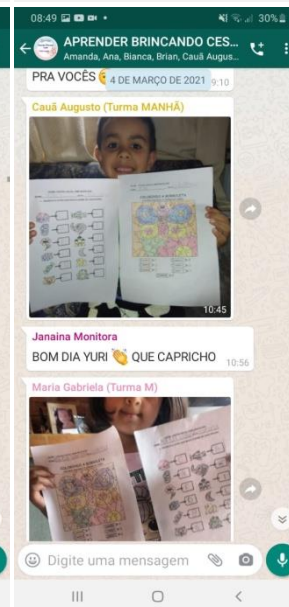 08:49
30%
APRENDER BRINCANDO CES...
Amanda, Ana, Bianca, Brian, Cauã Augus...
PRA VOCÊS
4 DE MARÇO DE 2021
9:10
Cauã Augusto (Turma MANHÃ)
10:45
Janaina Monitora
BOM DIA YURI 👏 QUE CAPRICHO
10:56
Maria Gabriela (Turma M)
Digite uma mensagem